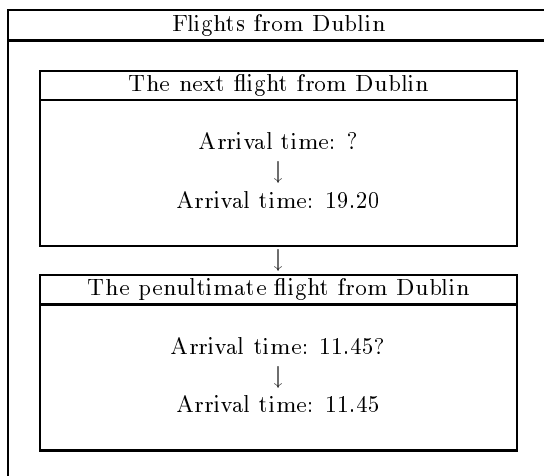 Flights from Dublin
The next flight from Dublin
Arrival time: ?
↓
Arrival time: 19.20
↓
The penultimate flight from Dublin
Arrival time: 11.45?
↓
Arrival time: 11.45